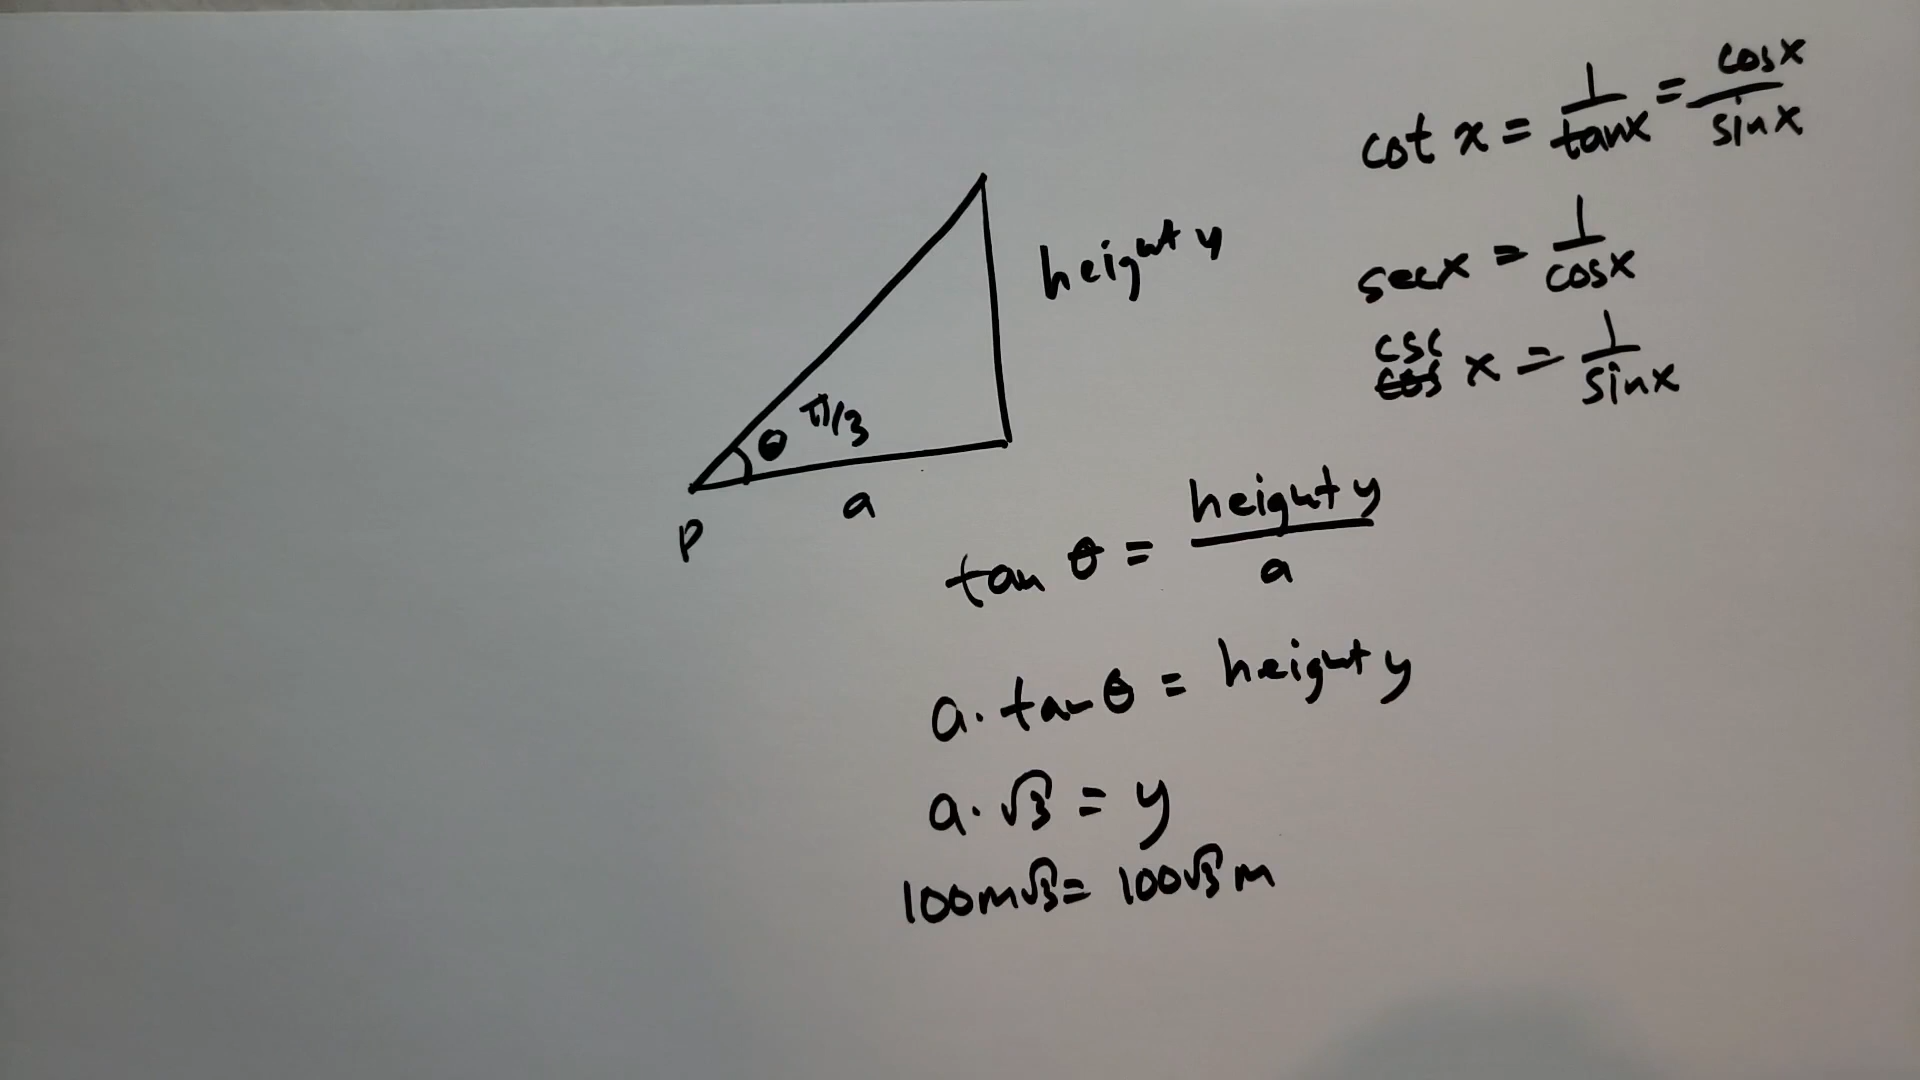 cot x = 1/tanx = cosx/sinx
secx = 1/cosx
csc x = 1/sinx
height y
θ π/3
a
P
tan θ = height y/a
a. tanθ = height y
a. √3 = y
100m√3 = 100√3 m